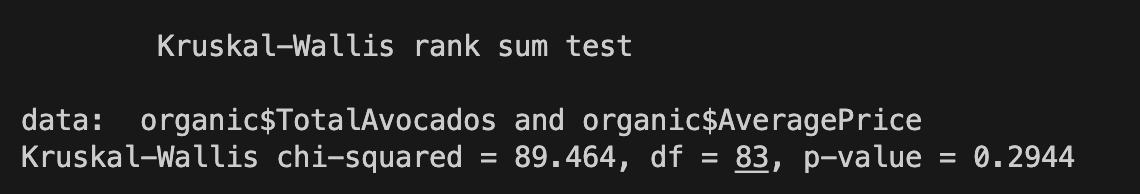 Kruskal-Wallis rank sum test
data:  organic$TotalAvocados and organic$AveragePrice
Kruskal-Wallis chi-squared = 89.464, df = 83, p-value = 0.2944